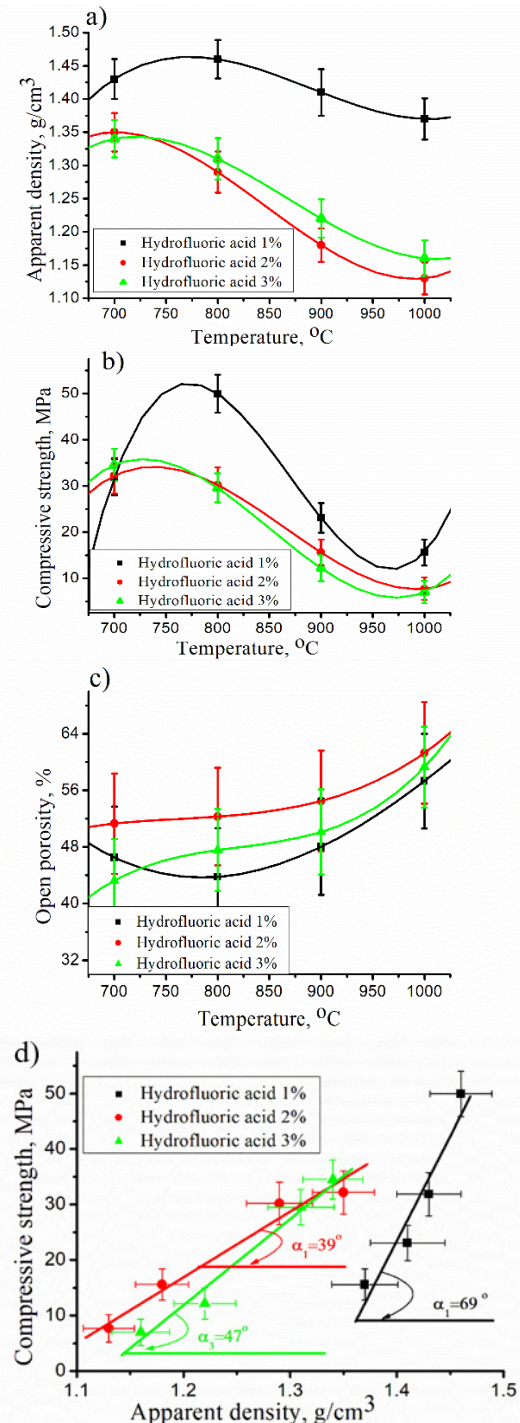 a)
Apparent density, g/cm³
1.50
1.45
1.40
1.35
1.30
1.25
1.20
1.15
1.10
Hydrofluoric acid 1%
Hydrofluoric acid 2%
Hydrofluoric acid 3%
700 750 800 850 900 950 1000
Temperature, °C
b)
Compressive strength, MPa
50
40
30
20
10
Hydrofluoric acid 1%
Hydrofluoric acid 2%
Hydrofluoric acid 3%
700 750 800 850 900 950 1000
Temperature, °C
c)
Open porosity, %
64
56
48
40
32
Hydrofluoric acid 1%
Hydrofluoric acid 2%
Hydrofluoric acid 3%
700 750 800 850 900 950 1000
Temperature, °C
d)
Compressive strength, MPa
50
40
30
20
10
0
Hydrofluoric acid 1%
Hydrofluoric acid 2%
Hydrofluoric acid 3%
α₁=39°
α₁=69°
α₃=47°
1.1 1.2 1.3 1.4 1.5
Apparent density, g/cm³